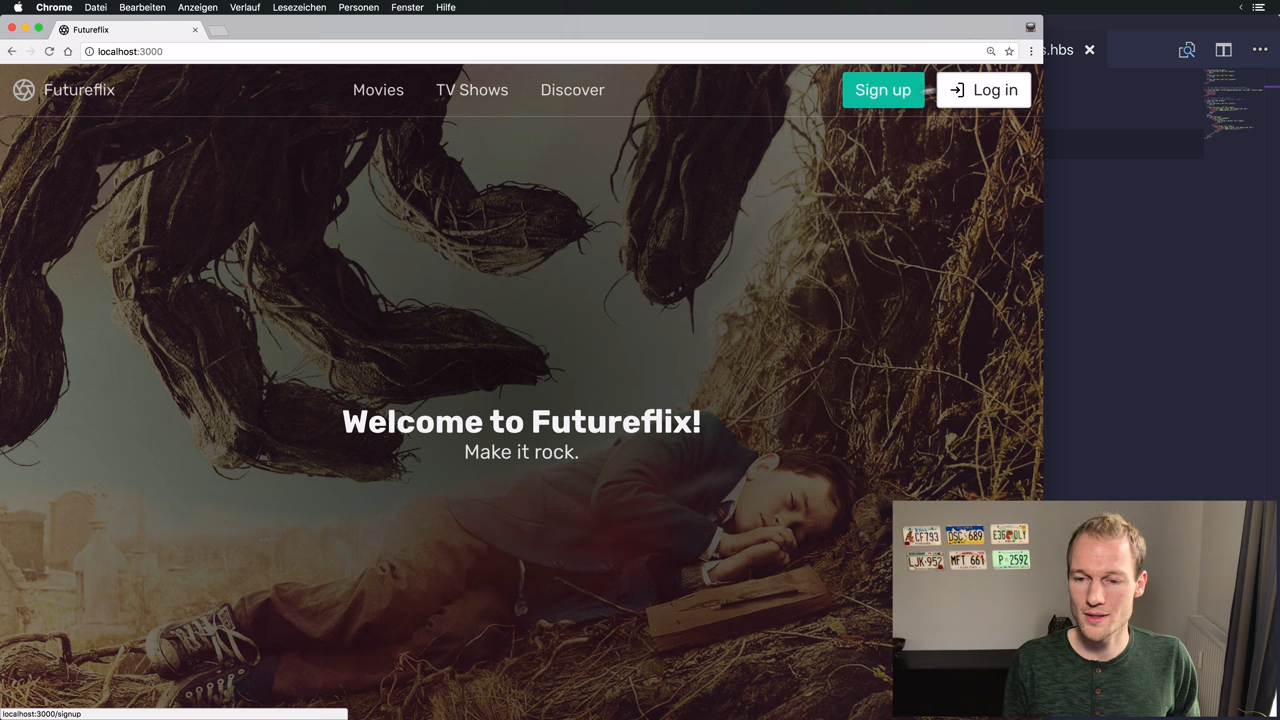 Chrome Datei Bearbeiten Anzeigen Verlauf Lesezeichen Personen Fenster Hilfe
Futureflix
localhost:3000
s.hbs
Futureflix Movies TV Shows Discover Sign up Log in
Welcome to Futureflix!
Make it rock.
CF793 DSC 689
LJK·952 MFT 661 P·2592
localhost:3000/signup